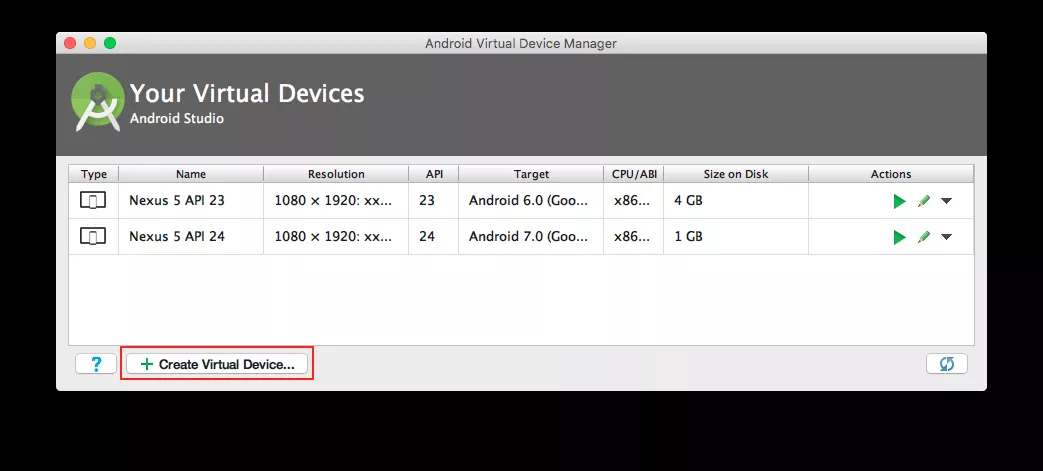 Android Virtual Device Manager
Your Virtual Devices
Android Studio
Type Name Resolution API Target CPU/ABI Size on Disk Actions
Nexus 5 API 23 1080 × 1920: xx... 23 Android 6.0 (Goo... x86... 4 GB
Nexus 5 API 24 1080 × 1920: xx... 24 Android 7.0 (Goo... x86... 1 GB
? + Create Virtual Device...